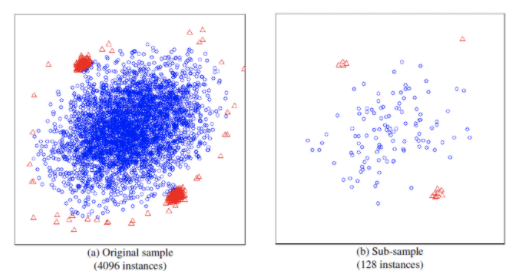 (a) Original sample
(4096 instances)
(b) Sub-sample
(128 instances)